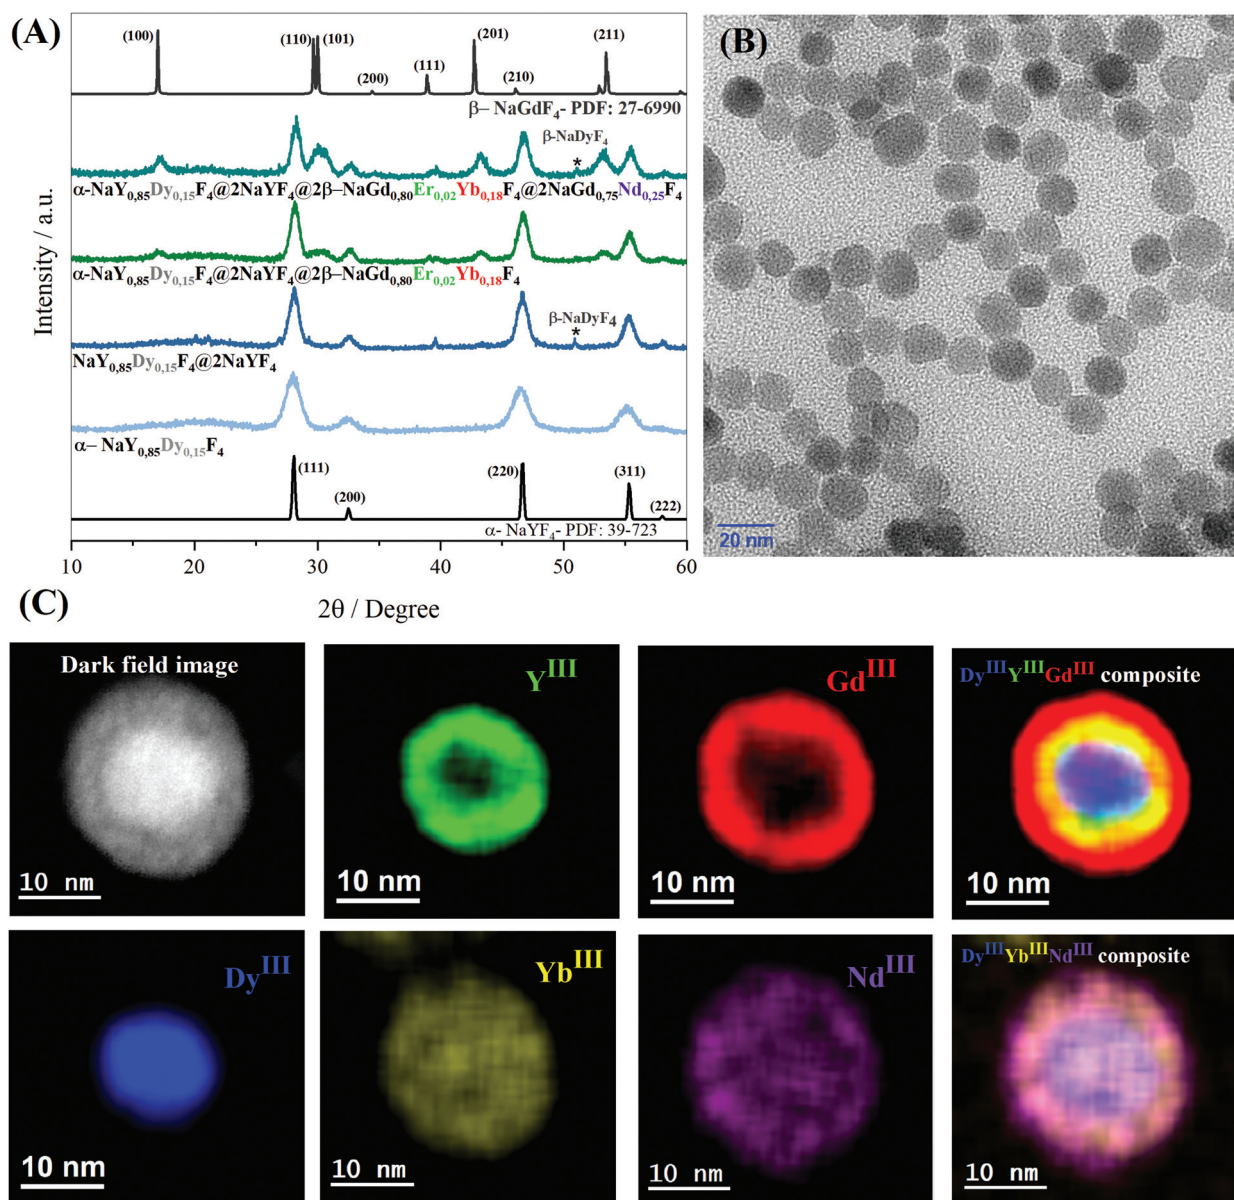 (A)
(100)
(110)
(101)
(200)
(111)
(201)
(210)
(211)
β– NaGdF₄- PDF: 27-6990
β-NaDyF₄
*
α-NaY₀,₈₅Dy₀,₁₅F₄@2NaYF₄@2β–NaGd₀,₈₀Er₀,₀₂Yb₀,₁₈F₄@2NaGd₀,₇₅Nd₀,₂₅F₄
α-NaY₀,₈₅Dy₀,₁₅F₄@2NaYF₄@2β–NaGd₀,₈₀Er₀,₀₂Yb₀,₁₈F₄
β-NaDyF₄
*
NaY₀,₈₅Dy₀,₁₅F₄@2NaYF₄
α– NaY₀,₈₅Dy₀,₁₅F₄
(111)
(200)
(220)
(311)
(222)
α- NaYF₄- PDF: 39-723
10 20 30 40 50 60
2θ / Degree
Intensity / a.u.
(B)
20 nm
(C)
Dark field image
10 nm
Yᴵᴵᴵ
10 nm
Gdᴵᴵᴵ
10 nm
DyᴵᴵᴵYᴵᴵᴵGdᴵᴵᴵ composite
10 nm
Dyᴵᴵᴵ
10 nm
Ybᴵᴵᴵ
10 nm
Ndᴵᴵᴵ
10 nm
DyᴵᴵᴵYbᴵᴵᴵNdᴵᴵᴵ composite
10 nm